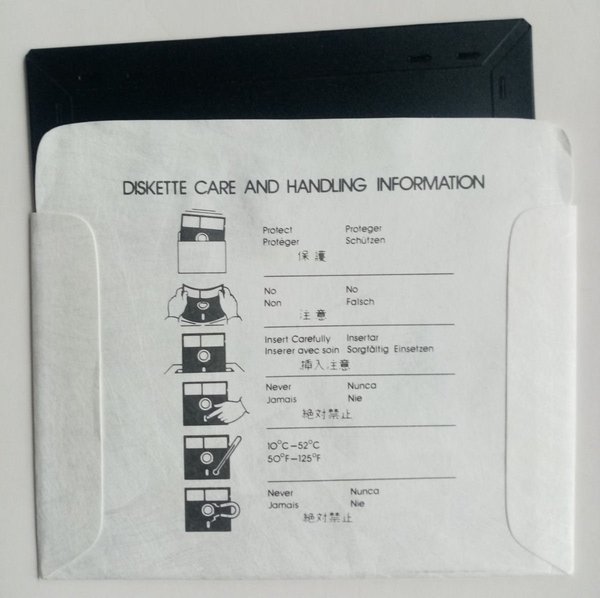 DISKETTE CARE AND HANDLING INFORMATION
Protect Proteger
Protéger Schützen
保護
No No
Non Falsch
注意
Insert Carefully Insertar
Inserer avec soin Sorgfältig Einsetzen
挿入注意
Never Nunca
Jamais Nie
絶対禁止
10°C–52°C
50°F–125°F
Never Nunca
Jamais Nie
絶対禁止